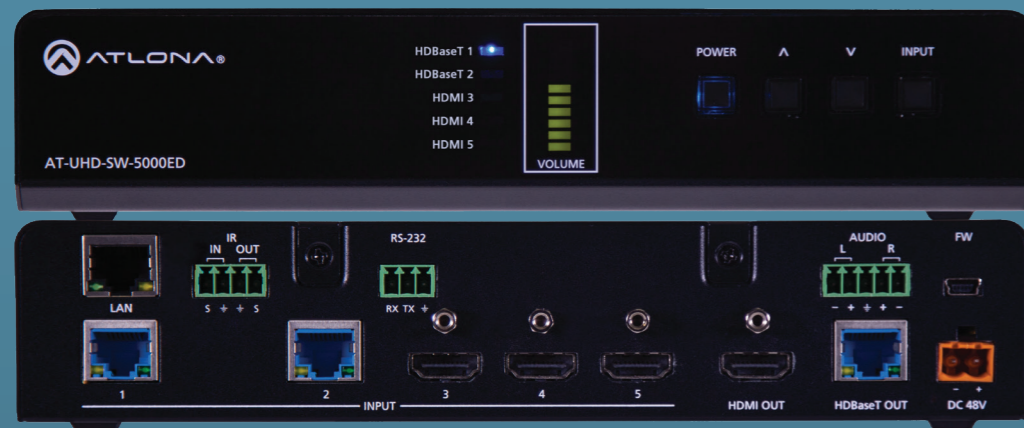 ATLONA®
AT-UHD-SW-5000ED
HDBaseT 1
HDBaseT 2
HDMI 3
HDMI 4
HDMI 5
VOLUME
POWER
∧
∨
INPUT
LAN
IR
IN OUT
S ⏚ ⏚ S
RS-232
RX TX ⏚
AUDIO
L R
− + ⏚ + −
FW
1
2
3
4
5
INPUT
HDMI OUT
HDBaseT OUT
− +
DC 48V